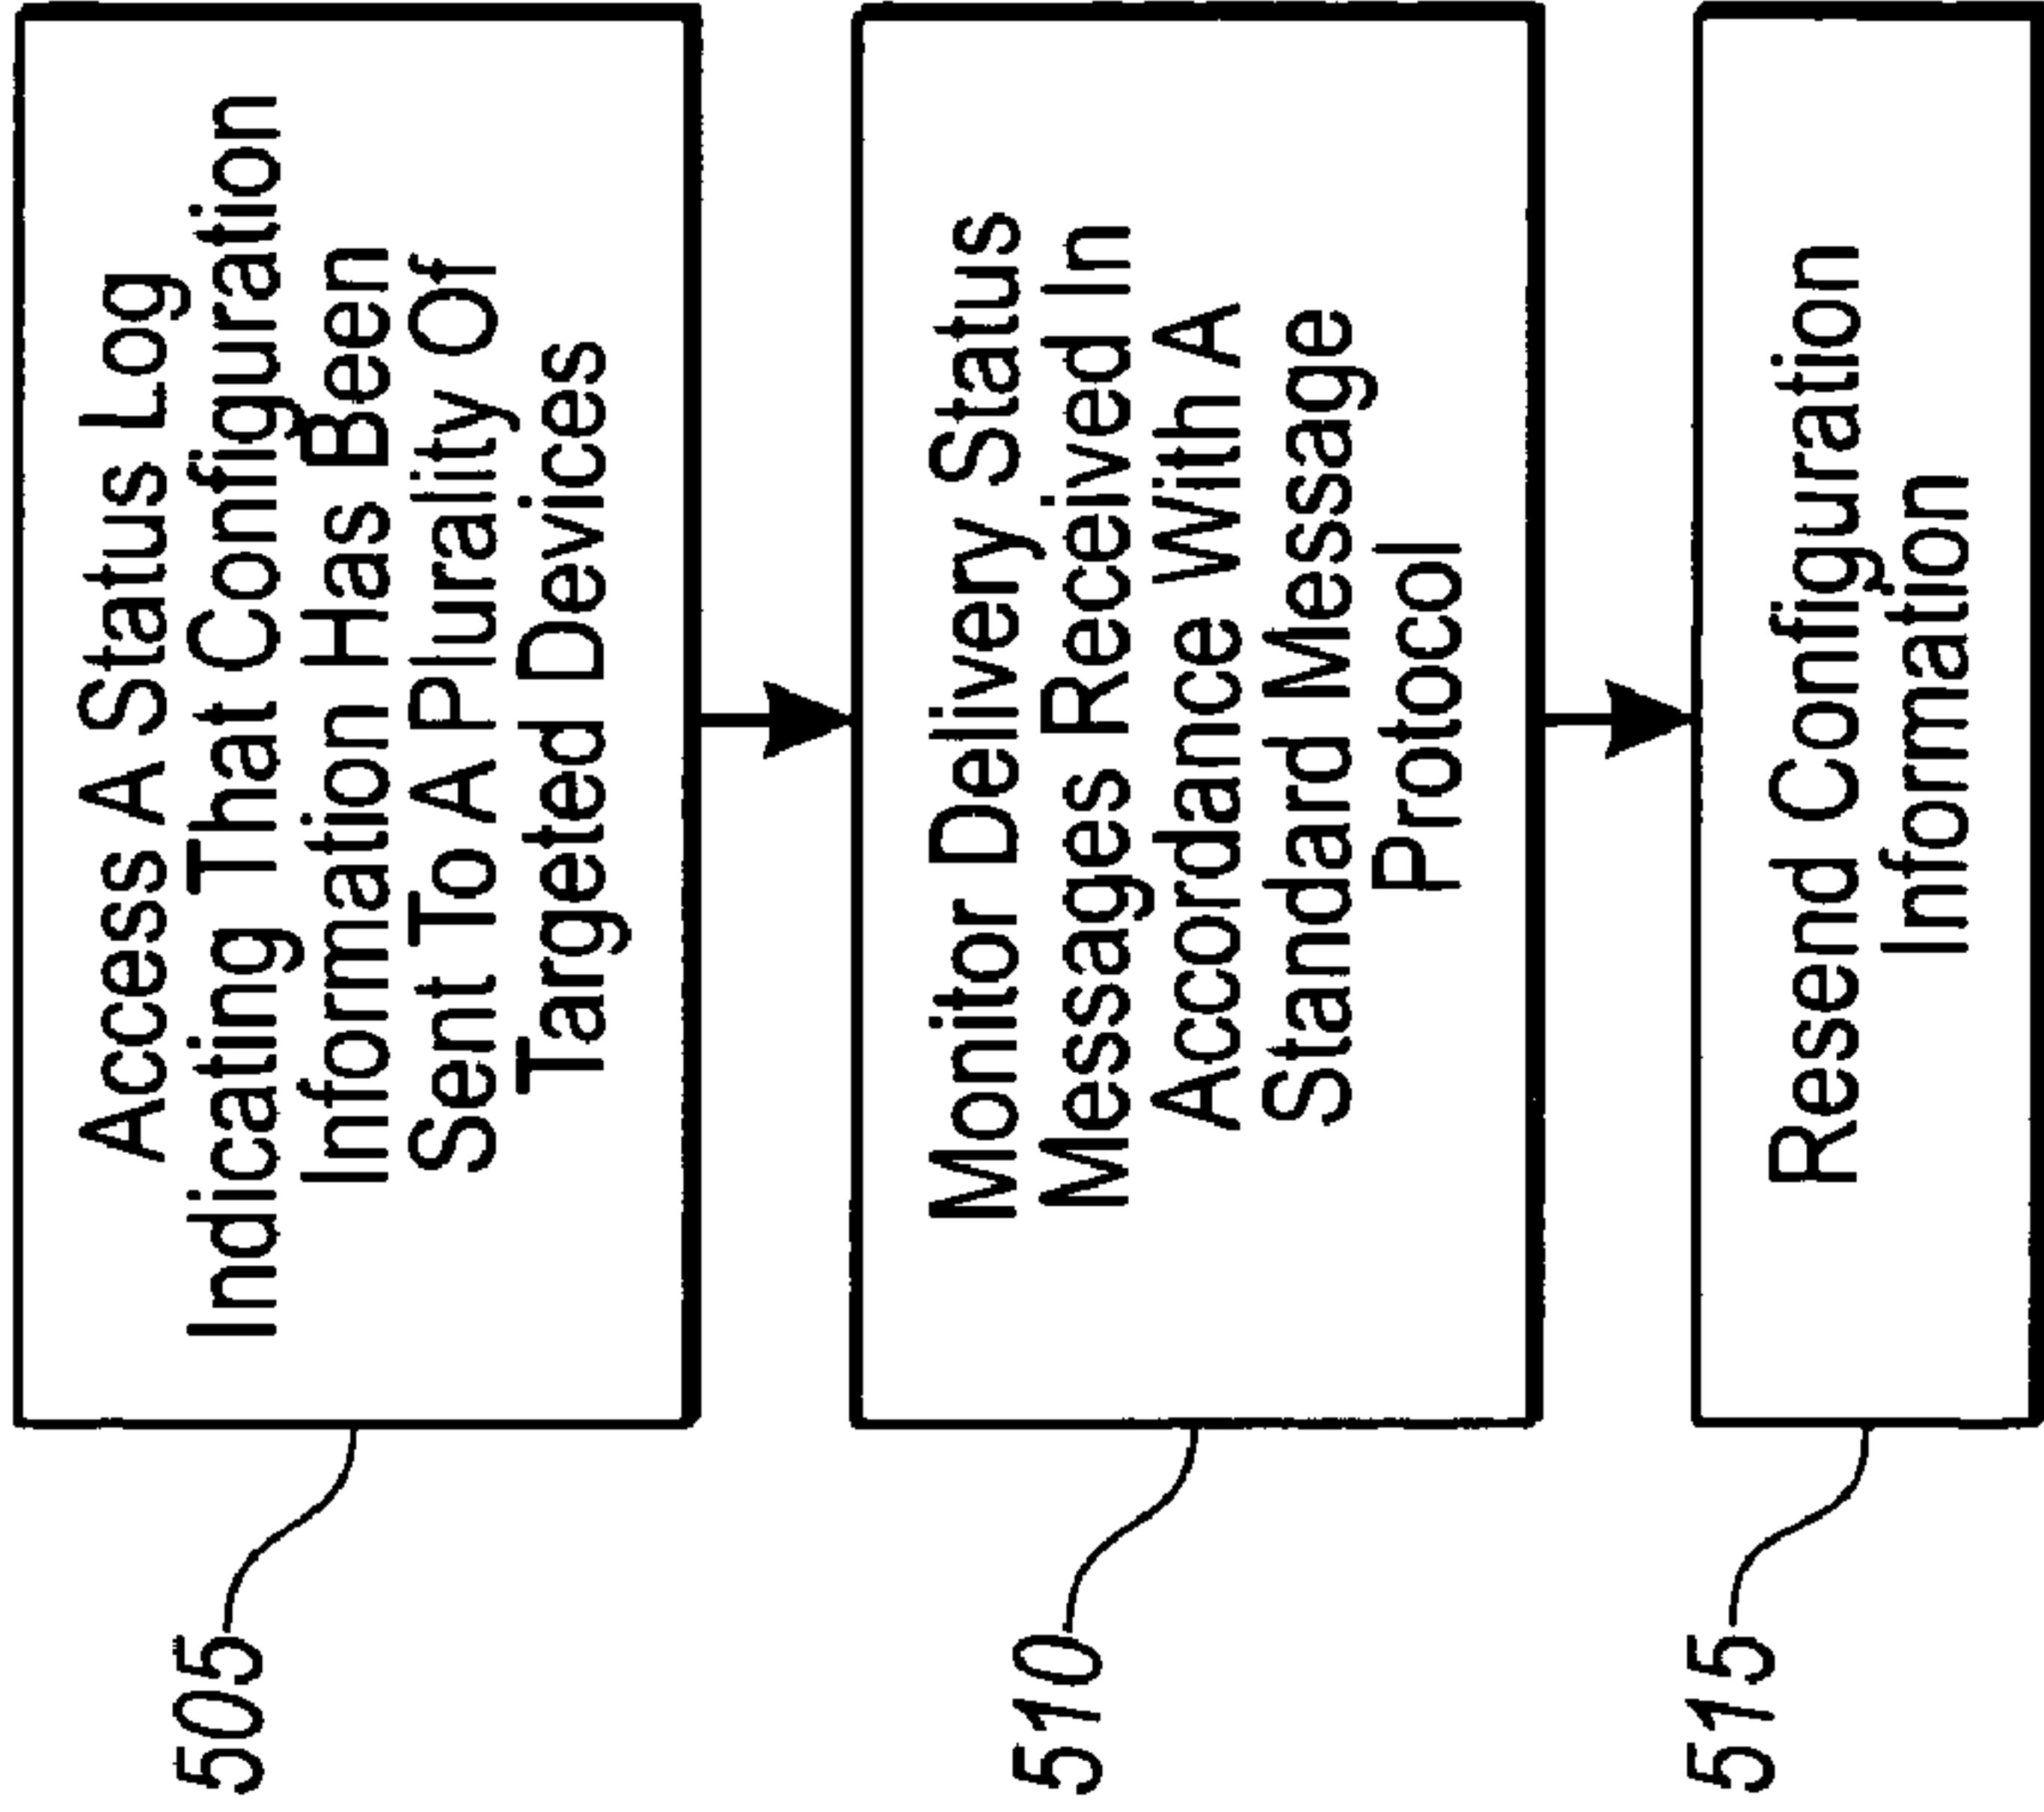 505
Access A Status Log
Indicating That Configuration
Information Has Been
Sent To A Plurality Of
Targeted Devices
510
Monitor Delivery Status
Messages Received In
Accordance With A
Standard Message
Protocol
515
Resend Configuration
Information